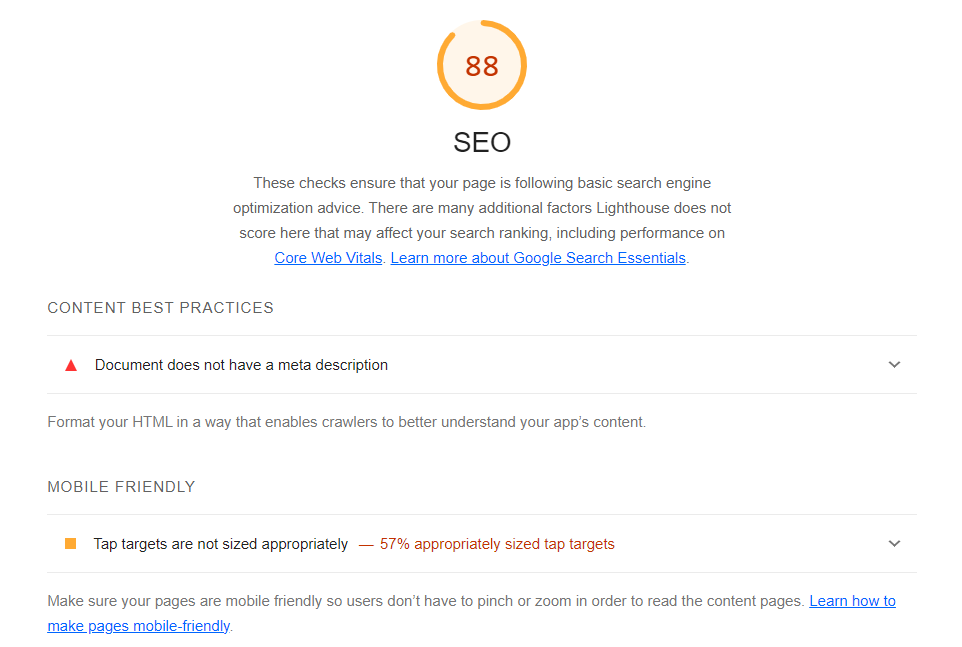 88
SEO
These checks ensure that your page is following basic search engine
optimization advice. There are many additional factors Lighthouse does not
score here that may affect your search ranking, including performance on
Core Web Vitals. Learn more about Google Search Essentials.
CONTENT BEST PRACTICES
Document does not have a meta description
Format your HTML in a way that enables crawlers to better understand your app’s content.
MOBILE FRIENDLY
Tap targets are not sized appropriately — 57% appropriately sized tap targets
Make sure your pages are mobile friendly so users don’t have to pinch or zoom in order to read the content pages. Learn how to
make pages mobile-friendly.